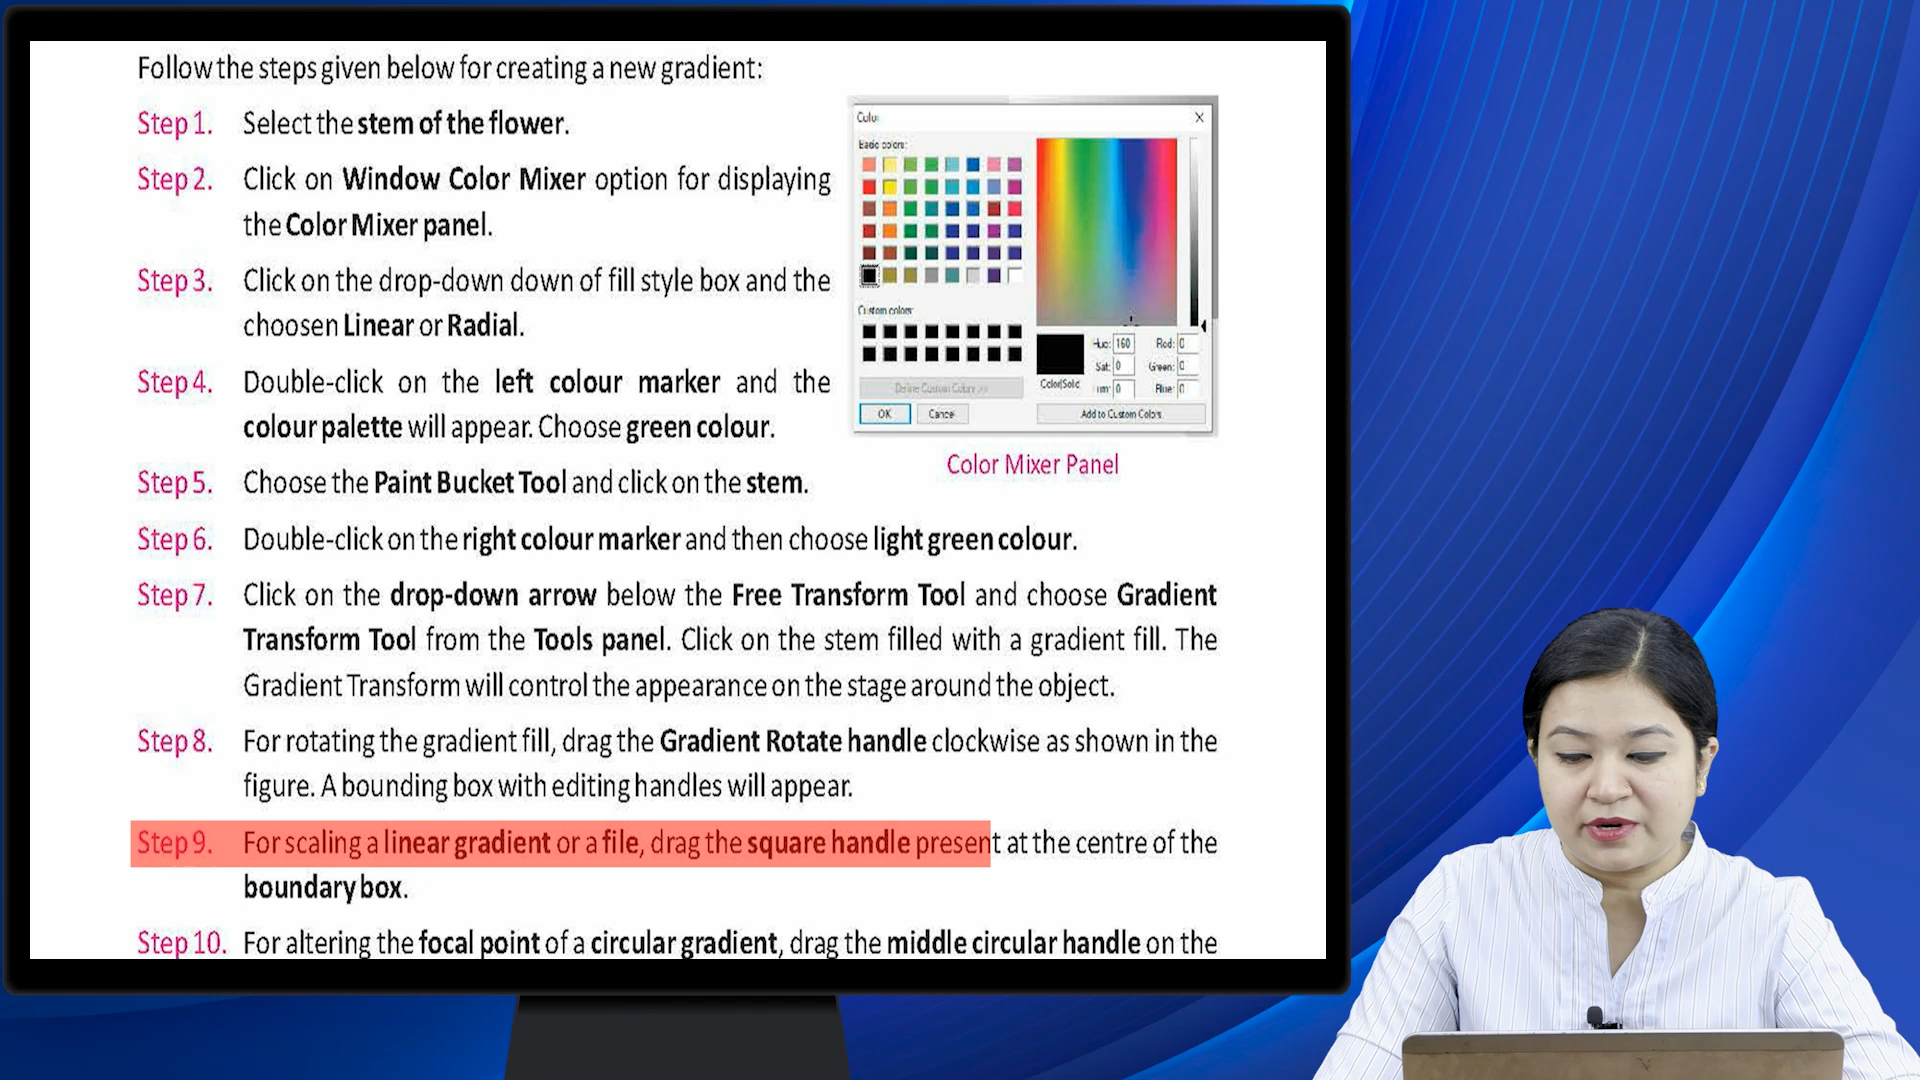 Follow the steps given below for creating a new gradient:
Step 1. Select the stem of the flower.
Step 2. Click on Window Color Mixer option for displaying
the Color Mixer panel.
Step 3. Click on the drop-down down of fill style box and the
choosen Linear or Radial.
Step 4. Double-click on the left colour marker and the
colour palette will appear. Choose green colour.
Step 5. Choose the Paint Bucket Tool and click on the stem.
Step 6. Double-click on the right colour marker and then choose light green colour.
Step 7. Click on the drop-down arrow below the Free Transform Tool and choose Gradient
Transform Tool from the Tools panel. Click on the stem filled with a gradient fill. The
Gradient Transform will control the appearance on the stage around the object.
Step 8. For rotating the gradient fill, drag the Gradient Rotate handle clockwise as shown in the
figure. A bounding box with editing handles will appear.
Step 9. For scaling a linear gradient or a file, drag the square handle present at the centre of the
boundary box.
Step 10. For altering the focal point of a circular gradient, drag the middle circular handle on the
Color
Basic colors:
Custom colors:
Define Custom Colors >>
OK Cancel
Color|Solid
Hue: 160 Red: 0
Sat: 0 Green: 0
Lum: 0 Blue: 0
Add to Custom Colors
Color Mixer Panel